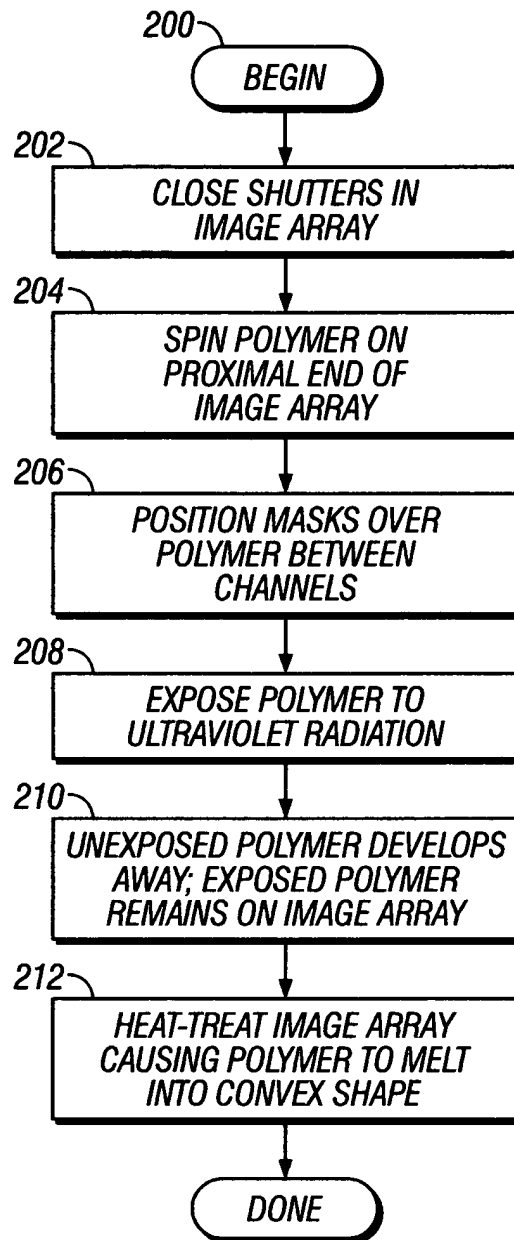 200
BEGIN
202
CLOSE SHUTTERS IN
IMAGE ARRAY
204
SPIN POLYMER ON
PROXIMAL END OF
IMAGE ARRAY
206
POSITION MASKS OVER
POLYMER BETWEEN
CHANNELS
208
EXPOSE POLYMER TO
ULTRAVIOLET RADIATION
210
UNEXPOSED POLYMER DEVELOPS
AWAY; EXPOSED POLYMER
REMAINS ON IMAGE ARRAY
212
HEAT-TREAT IMAGE ARRAY
CAUSING POLYMER TO MELT
INTO CONVEX SHAPE
DONE